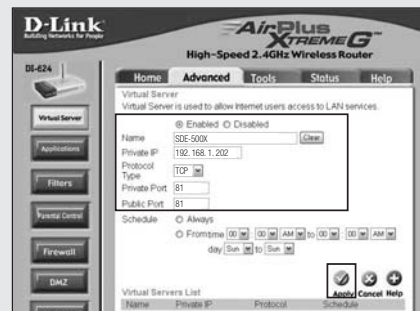 D-Link
Building Networks for People
AirPlus
XTREME G™
High-Speed 2.4GHz Wireless Router
DI-624
Home Advanced Tools Status Help
Virtual Server
Virtual Server is used to allow Internet users access to LAN services.
Enabled Disabled
Name SDE-500X Clear
Private IP 192.168.1.202
Protocol Type TCP
Private Port 81
Public Port 81
Schedule Always
From time 00 : 00 AM to 00 : 00 AM
day Sun to Sun
Apply Cancel Help
Virtual Servers List
Name Private IP Protocol Schedule
Virtual Server
Applications
Filters
Parental Control
Firewall
DMZ